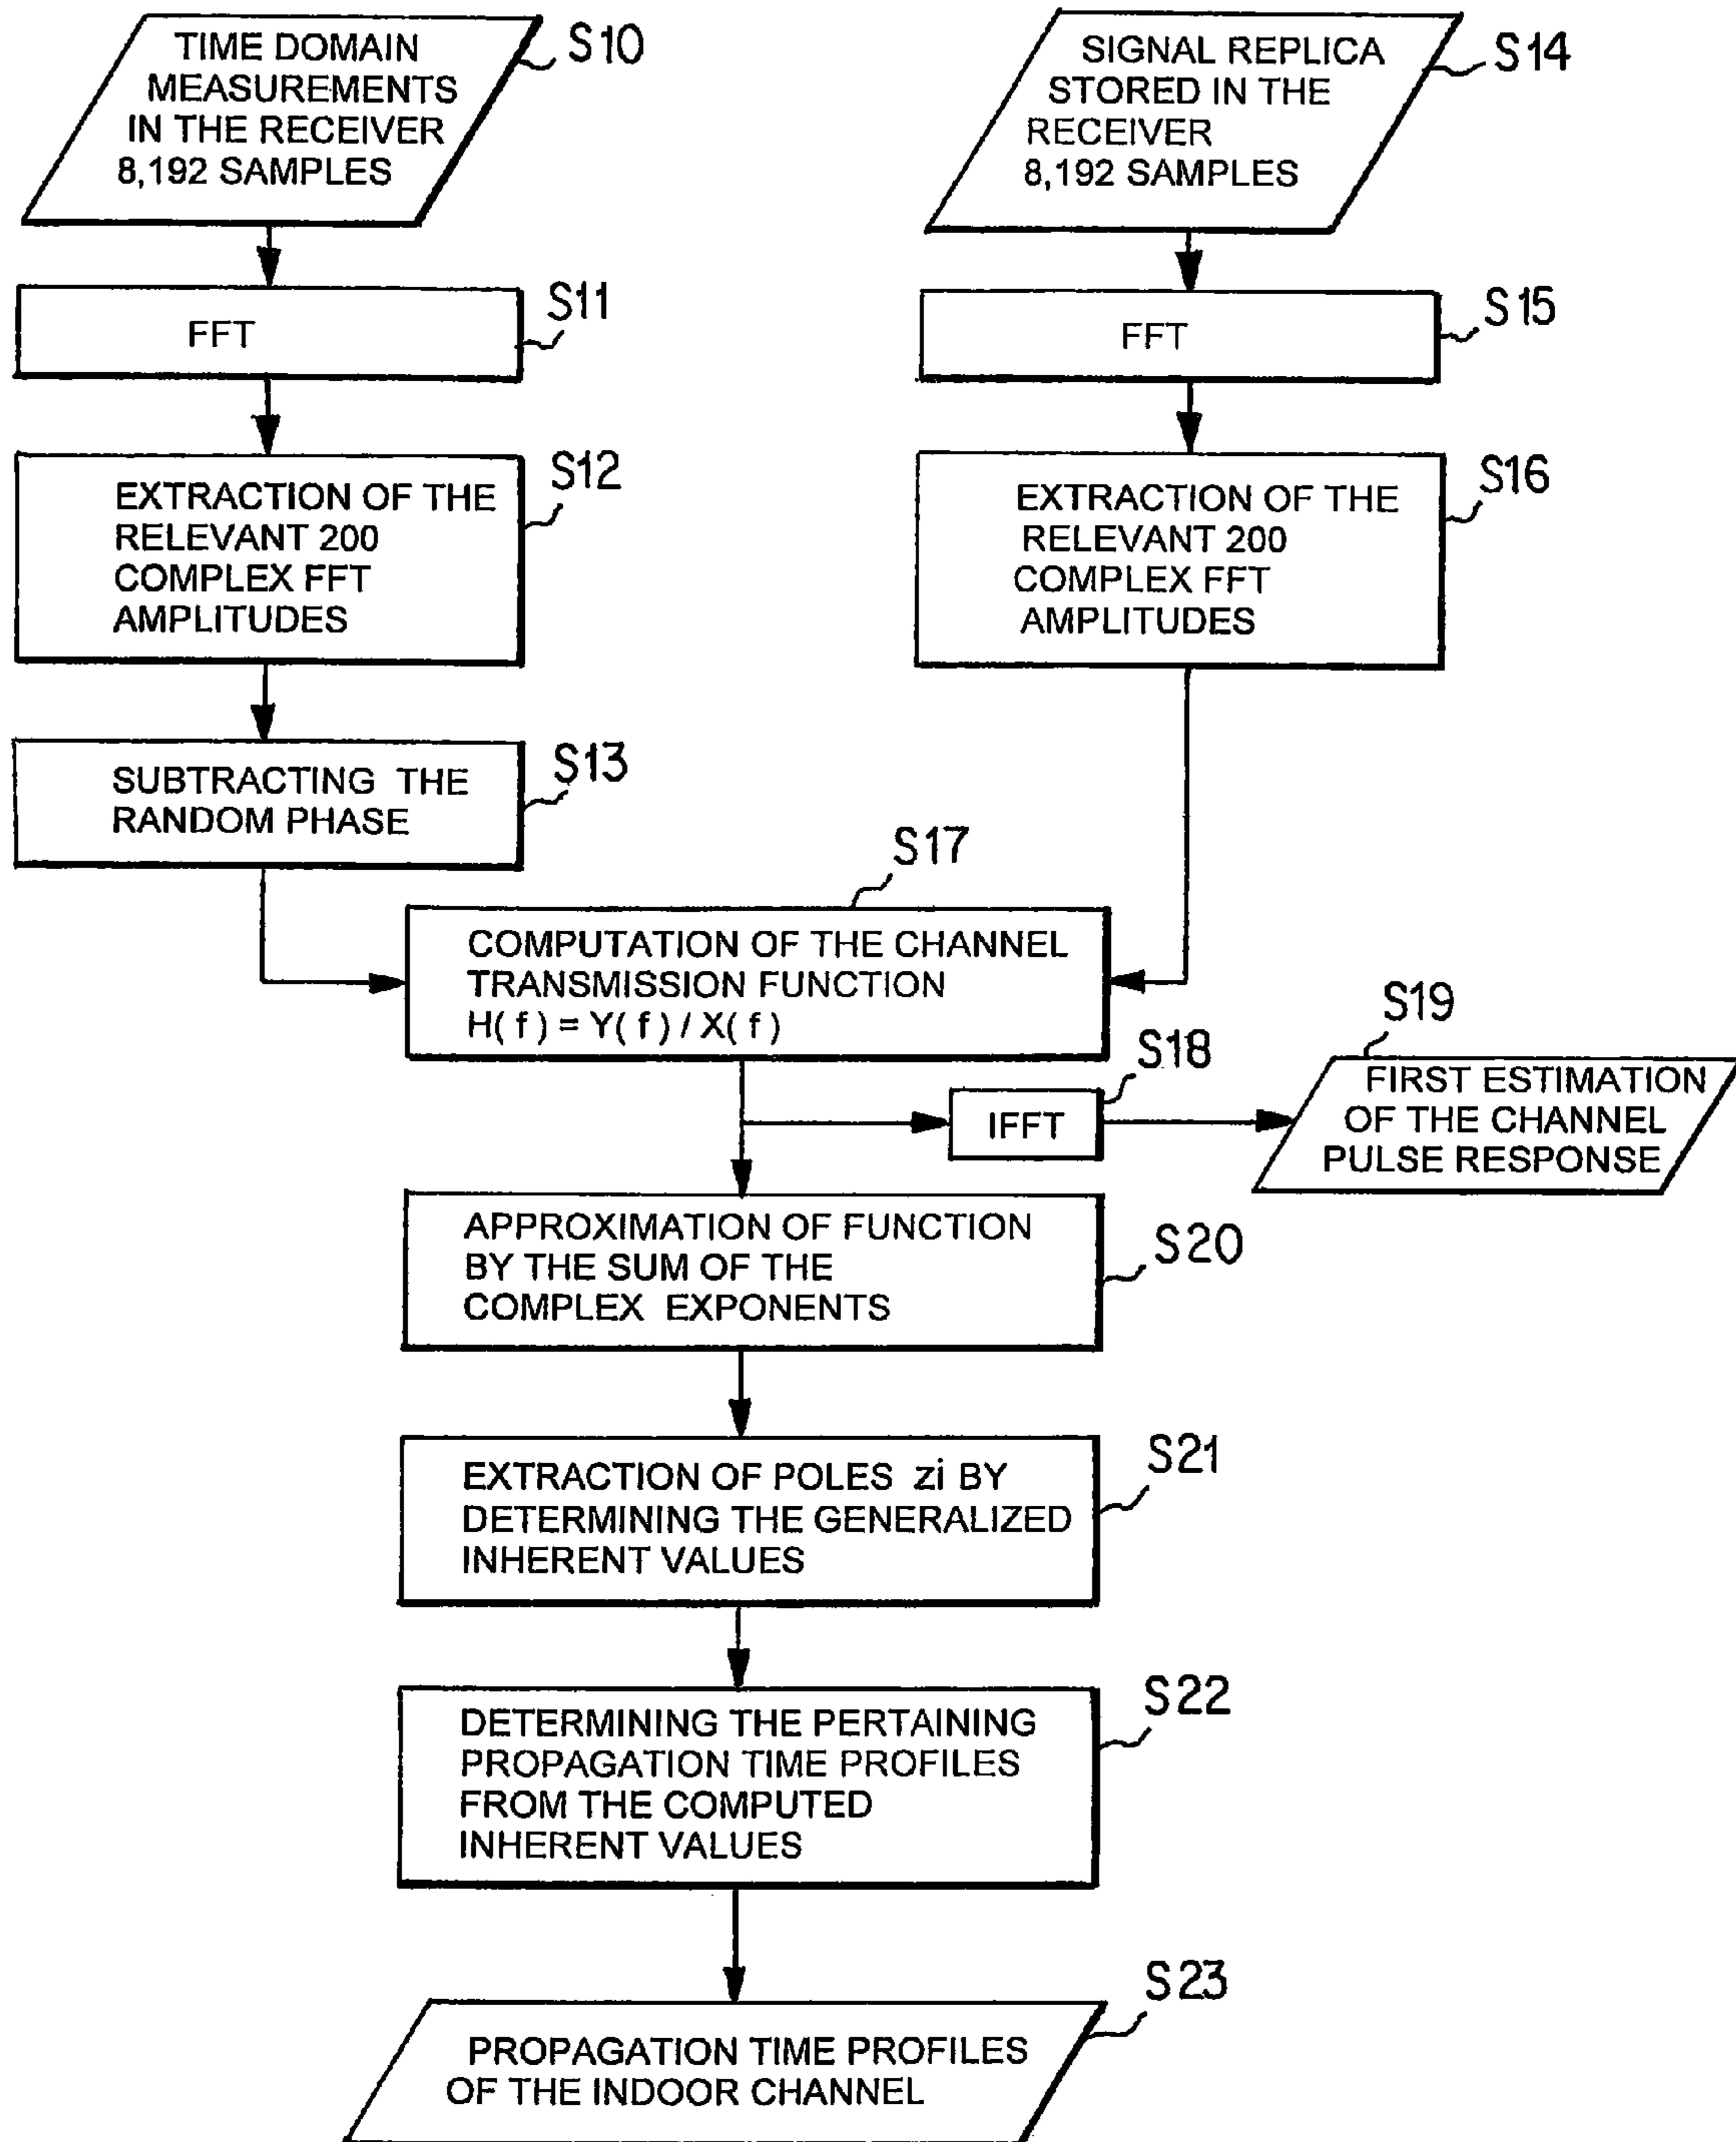 TIME DOMAIN
MEASUREMENTS
IN THE RECEIVER
8,192 SAMPLES
S10
SIGNAL REPLICA
STORED IN THE
RECEIVER
8,192 SAMPLES
S14
FFT
S11
FFT
S15
EXTRACTION OF THE
RELEVANT 200
COMPLEX FFT
AMPLITUDES
S12
EXTRACTION OF THE
RELEVANT 200
COMPLEX FFT
AMPLITUDES
S16
SUBTRACTING THE
RANDOM PHASE
S13
S17
COMPUTATION OF THE CHANNEL
TRANSMISSION FUNCTION
H( f ) = Y( f ) / X( f )
S18
IFFT
S19
FIRST ESTIMATION
OF THE CHANNEL
PULSE RESPONSE
APPROXIMATION OF FUNCTION
BY THE SUM OF THE
COMPLEX EXPONENTS
S20
EXTRACTION OF POLES zi BY
DETERMINING THE GENERALIZED
INHERENT VALUES
S21
DETERMINING THE PERTAINING
PROPAGATION TIME PROFILES
FROM THE COMPUTED
INHERENT VALUES
S22
PROPAGATION TIME PROFILES
OF THE INDOOR CHANNEL
S23